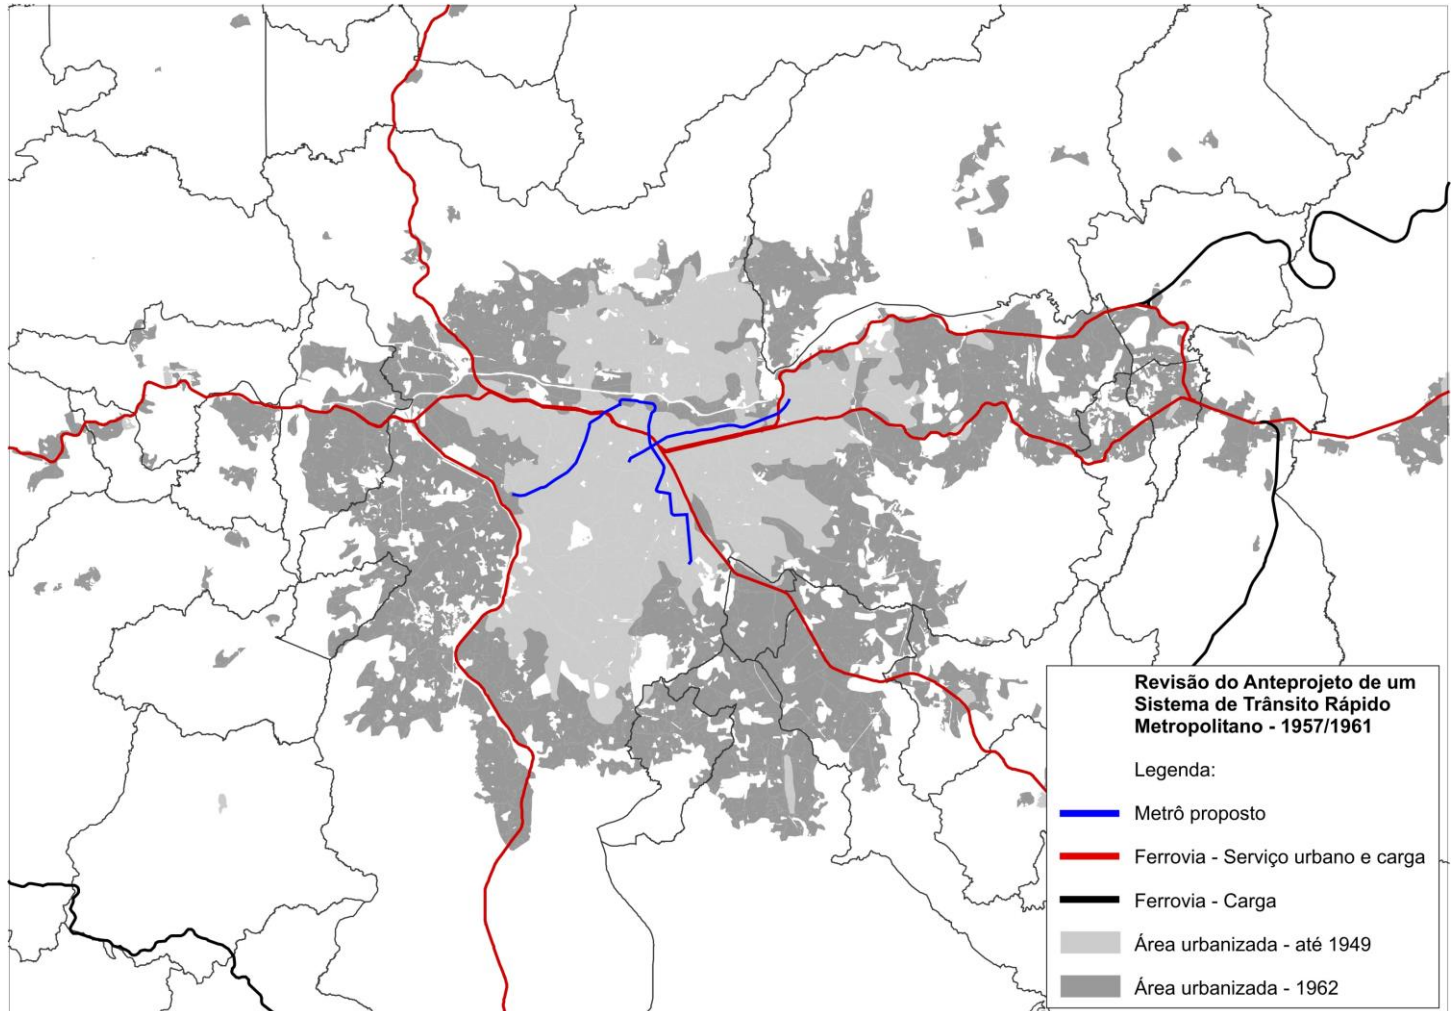 Revisão do Anteprojeto de um
Sistema de Trânsito Rápido
Metropolitano - 1957/1961
Legenda:
Metrô proposto
Ferrovia - Serviço urbano e carga
Ferrovia - Carga
Área urbanizada - até 1949
Área urbanizada - 1962